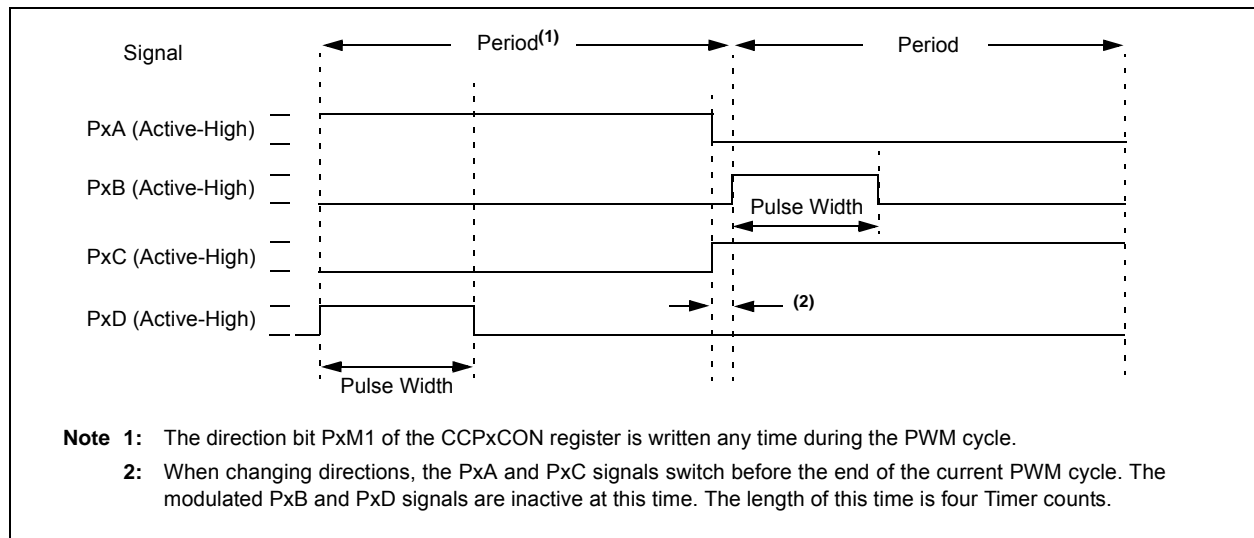 Signal
Period(1)
Period
PxA (Active-High)
PxB (Active-High)
Pulse Width
PxC (Active-High)
(2)
PxD (Active-High)
Pulse Width
Note 1: The direction bit PxM1 of the CCPxCON register is written any time during the PWM cycle.
2: When changing directions, the PxA and PxC signals switch before the end of the current PWM cycle. The
modulated PxB and PxD signals are inactive at this time. The length of this time is four Timer counts.